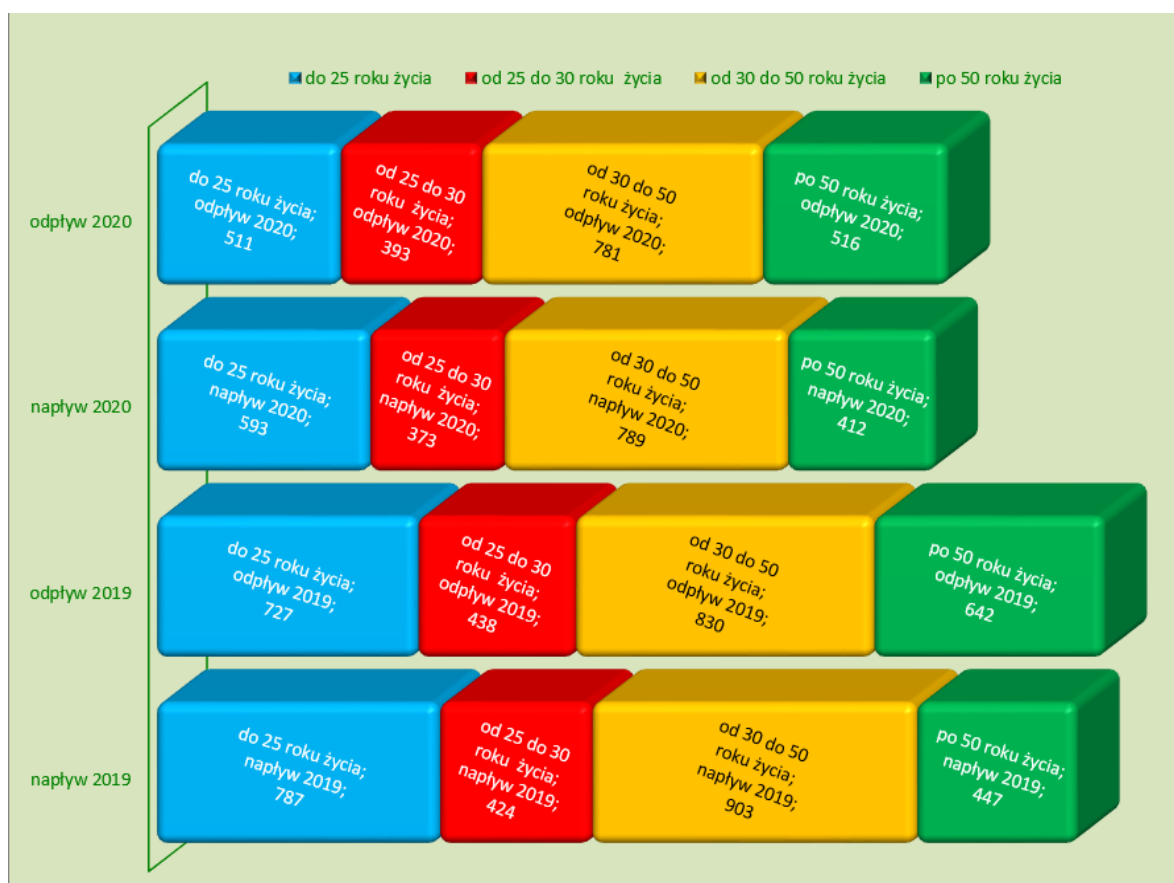 do 25 roku życia od 25 do 30 roku  życia od 30 do 50 roku życia po 50 roku życia
odpływ 2020
do 25 roku życia;
odpływ 2020;
511
od 25 do 30
roku  życia;
odpływ 2020;
393
od 30 do 50
roku życia;
odpływ 2020;
781
po 50 roku życia;
odpływ 2020;
516
napływ 2020
do 25 roku życia;
napływ 2020;
593
od 25 do 30
roku  życia;
napływ 2020;
373
od 30 do 50
roku życia;
napływ 2020;
789
po 50 roku życia;
napływ 2020;
412
odpływ 2019
do 25 roku życia;
odpływ 2019;
727
od 25 do 30
roku  życia;
odpływ 2019;
438
od 30 do 50
roku życia;
odpływ 2019;
830
po 50 roku życia;
odpływ 2019;
642
napływ 2019
do 25 roku życia;
napływ 2019;
787
od 25 do 30
roku  życia;
napływ 2019;
424
od 30 do 50
roku życia;
napływ 2019;
903
po 50 roku życia;
napływ 2019;
447